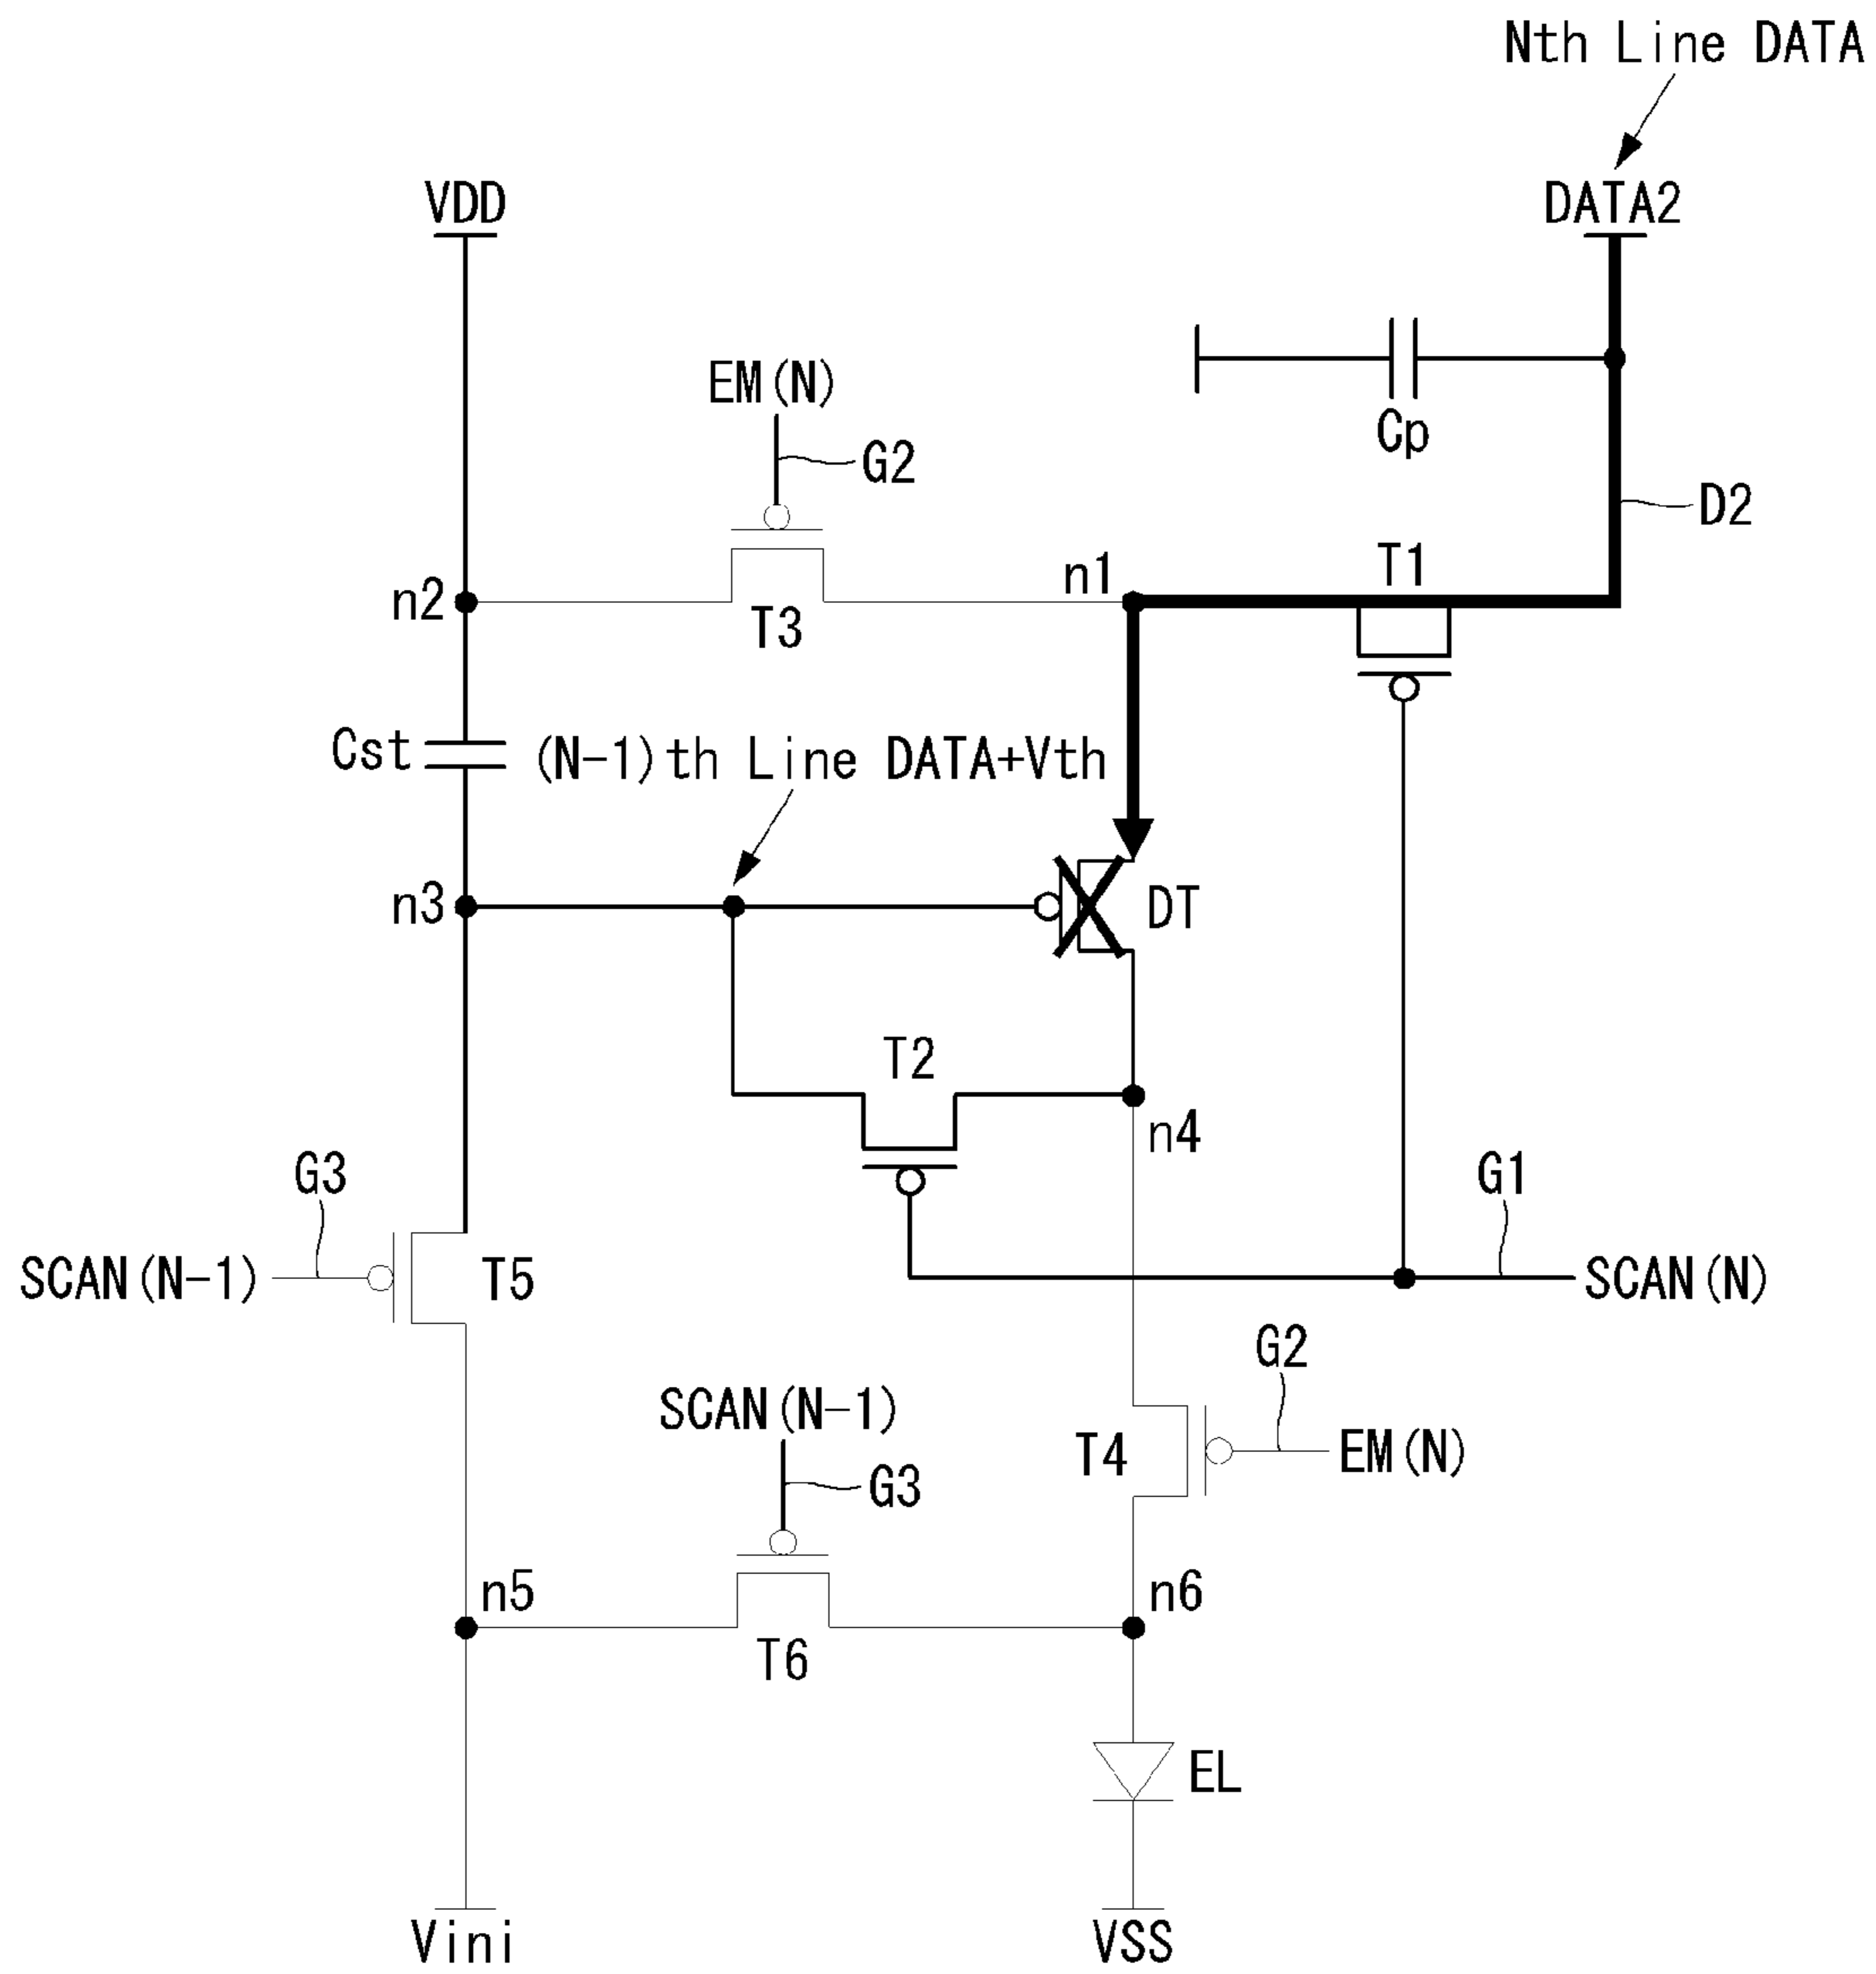 Nth Line DATA
VDD
DATA2
EM(N)
G2
Cp
D2
T1
n1
n2
T3
Cst
(N-1)th Line DATA+Vth
n3
DT
T2
n4
G3
G1
SCAN(N-1)
T5
SCAN(N)
G2
SCAN(N-1)
T4
EM(N)
G3
n5
n6
T6
EL
Vini
VSS